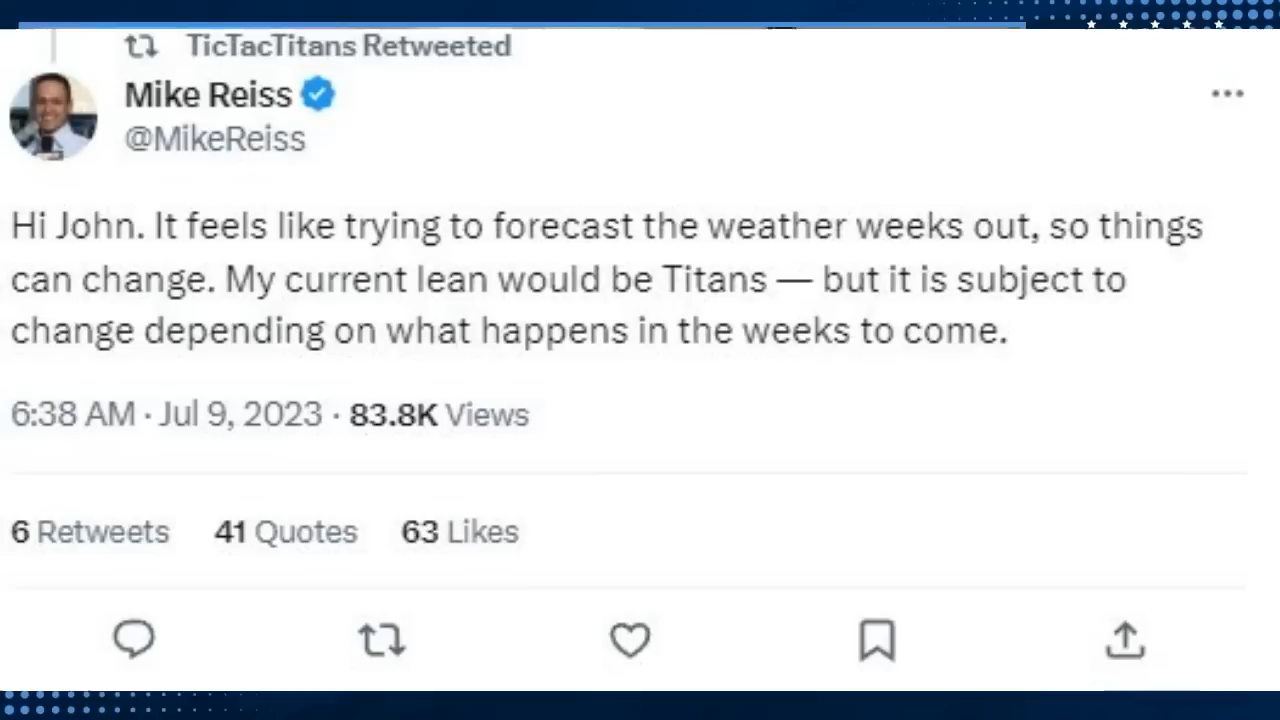 TicTacTitans Retweeted
Mike Reiss
@MikeReiss
Hi John. It feels like trying to forecast the weather weeks out, so things
can change. My current lean would be Titans — but it is subject to
change depending on what happens in the weeks to come.
6:38 AM · Jul 9, 2023 · 83.8K Views
6 Retweets 41 Quotes 63 Likes